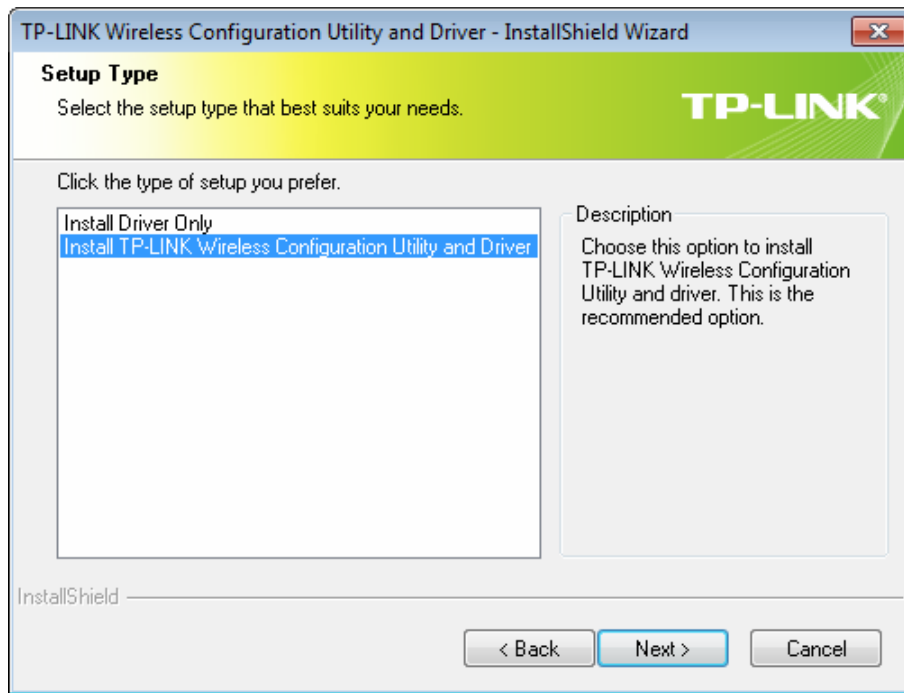 TP-LINK Wireless Configuration Utility and Driver - InstallShield Wizard
Setup Type
Select the setup type that best suits your needs.
TP-LINK®
Click the type of setup you prefer.
Install Driver Only
Install TP-LINK Wireless Configuration Utility and Driver
Description
Choose this option to install
TP-LINK Wireless Configuration
Utility and driver. This is the
recommended option.
InstallShield
< Back
Next >
Cancel